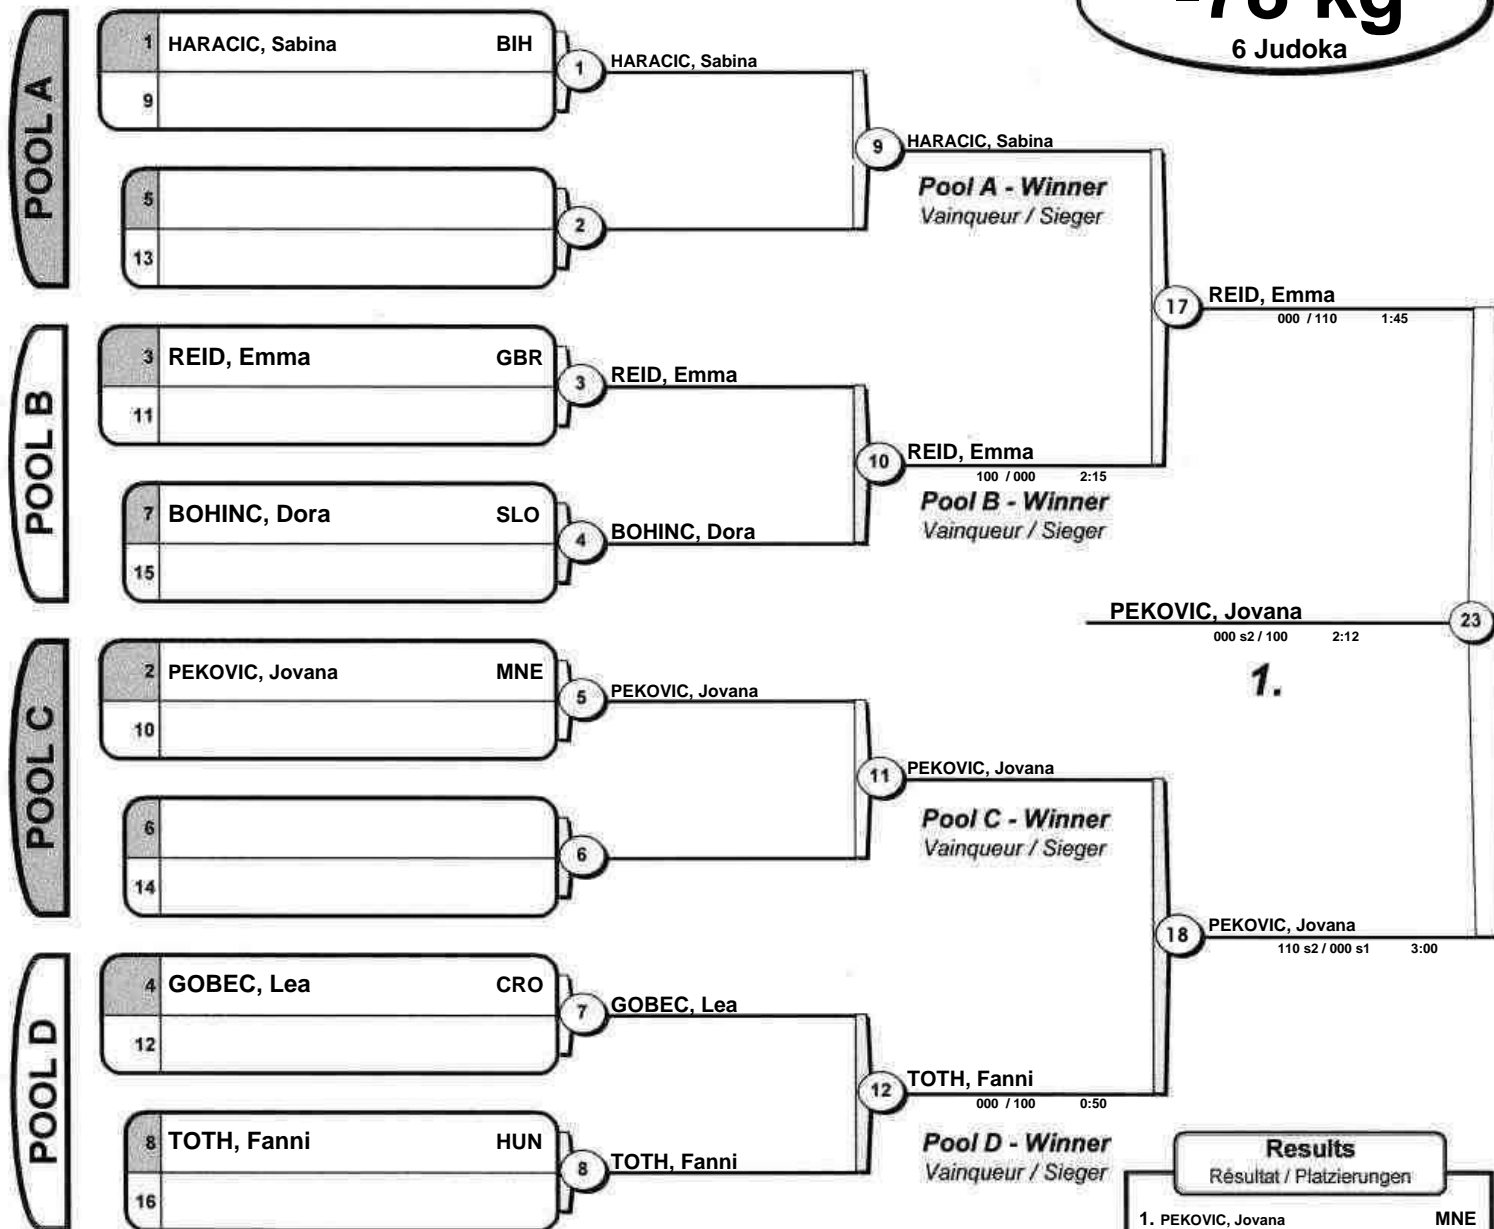 -78 kg
6 Judoka
POOL A
1 HARACIC, Sabina BIH
9
1 HARACIC, Sabina
5
13
2
9 HARACIC, Sabina
Pool A - Winner
Vainqueur / Sieger
17 REID, Emma
000 / 110 1:45
POOL B
3 REID, Emma GBR
11
3 REID, Emma
7 BOHINC, Dora SLO
15
4 BOHINC, Dora
10 REID, Emma
100 / 000 2:15
Pool B - Winner
Vainqueur / Sieger
PEKOVIC, Jovana 23
000 s2 / 100 2:12
1.
POOL C
2 PEKOVIC, Jovana MNE
10
5 PEKOVIC, Jovana
6
14
6
11 PEKOVIC, Jovana
Pool C - Winner
Vainqueur / Sieger
18 PEKOVIC, Jovana
110 s2 / 000 s1 3:00
POOL D
4 GOBEC, Lea CRO
12
7 GOBEC, Lea
8 TOTH, Fanni HUN
16
8 TOTH, Fanni
12 TOTH, Fanni
000 / 100 0:50
Pool D - Winner
Vainqueur / Sieger
Results
Résultat / Platzierungen
1. PEKOVIC, Jovana MNE